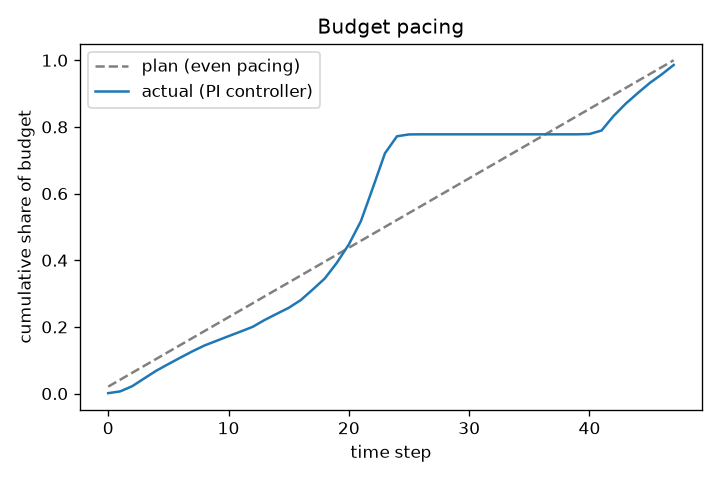 Budget pacing
plan (even pacing)
actual (PI controller)
cumulative share of budget
1.0
0.8
0.6
0.4
0.2
0.0
0 10 20 30 40
time step